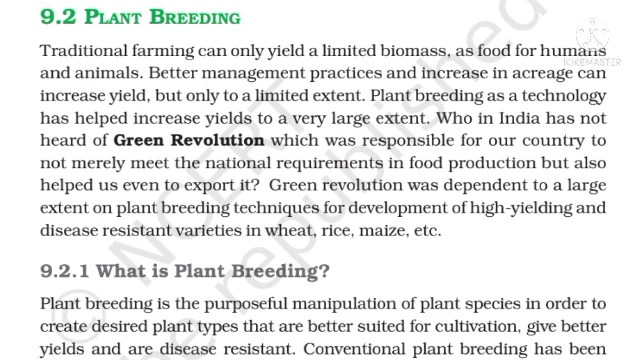 9.2 PLANT BREEDING
KINEMASTER
Traditional farming can only yield a limited biomass, as food for humans
and animals. Better management practices and increase in acreage can
increase yield, but only to a limited extent. Plant breeding as a technology
has helped increase yields to a very large extent. Who in India has not
heard of Green Revolution which was responsible for our country to
not merely meet the national requirements in food production but also
helped us even to export it? Green revolution was dependent to a large
extent on plant breeding techniques for development of high-yielding and
disease resistant varieties in wheat, rice, maize, etc.
© NCERT
be republished
9.2.1 What is Plant Breeding?
Plant breeding is the purposeful manipulation of plant species in order to
create desired plant types that are better suited for cultivation, give better
yields and are disease resistant. Conventional plant breeding has been